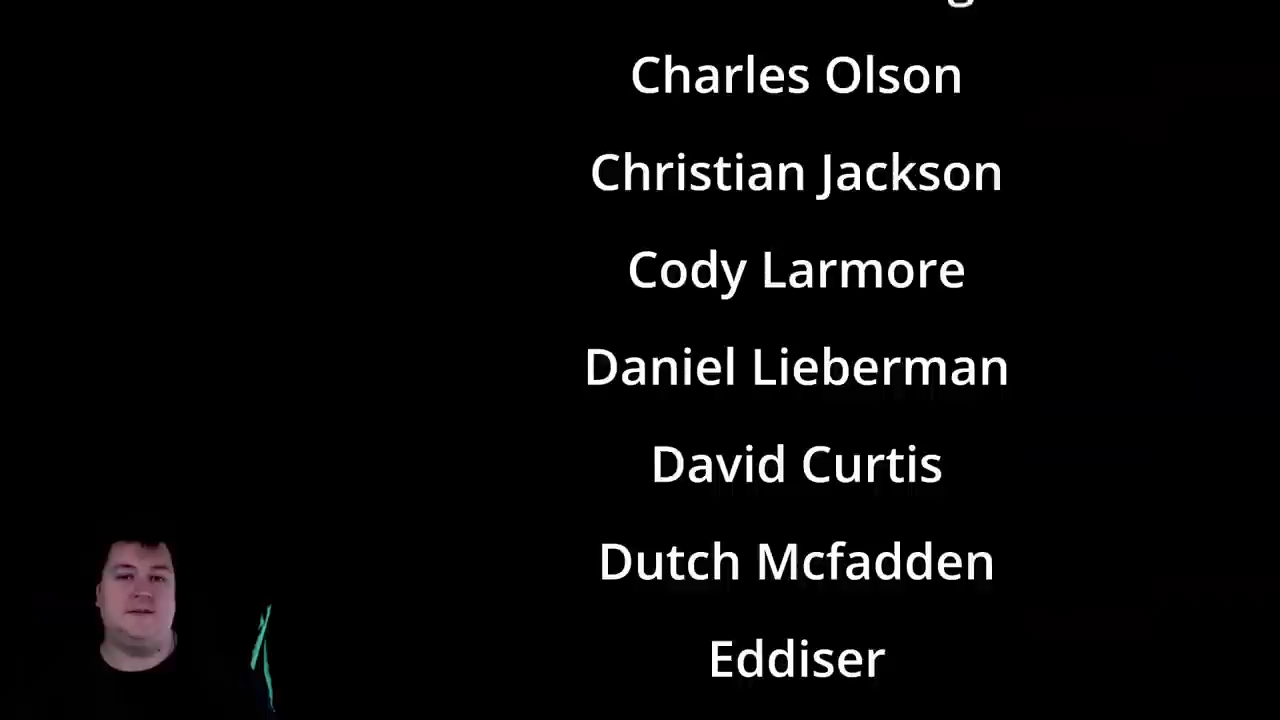 Charles Olson
Christian Jackson
Cody Larmore
Daniel Lieberman
David Curtis
Dutch Mcfadden
Eddiser